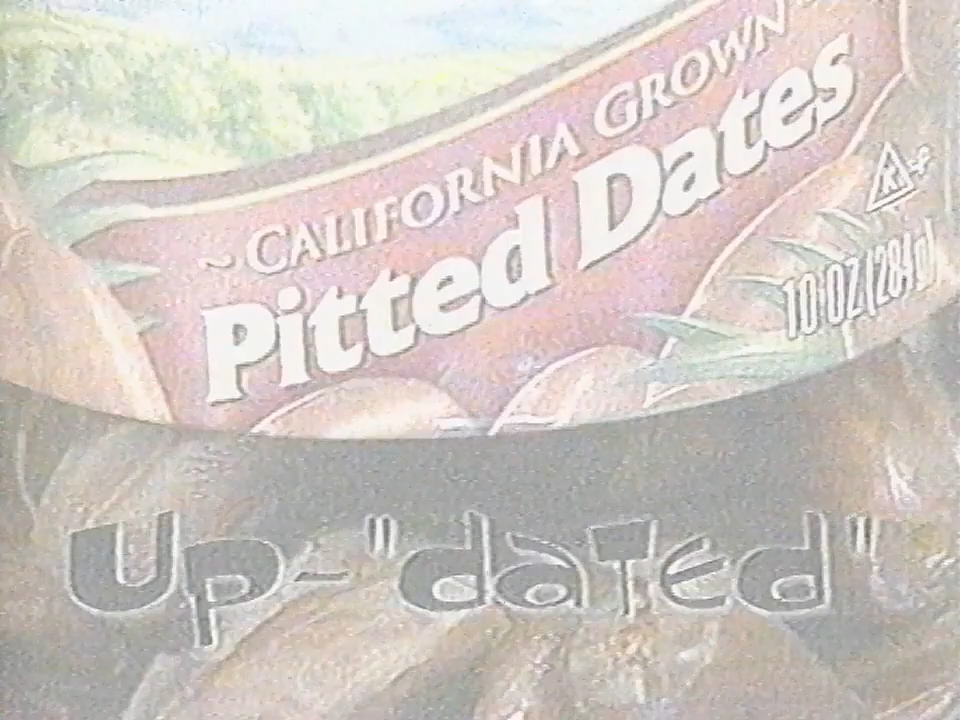 ~ CALIFORNIA GROWN ~
Pitted Dates
K-P
10 OZ (284g)
Up-"dated"